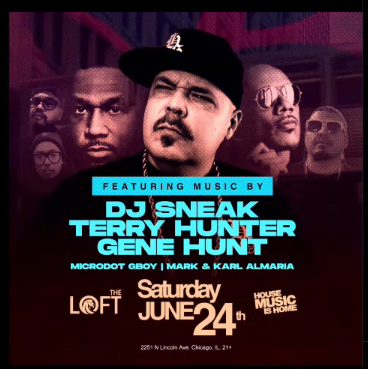 FEATURING MUSIC BY
DJ SNEAK
TERRY HUNTER
GENE HUNT
MICRODOT GBOY | MARK & KARL ALMARIA
THE
LOFT
Saturday
JUNE 24th
HOUSE
MUSIC
IS HOME
2251 N Lincoln Ave. Chicago, IL. 21+